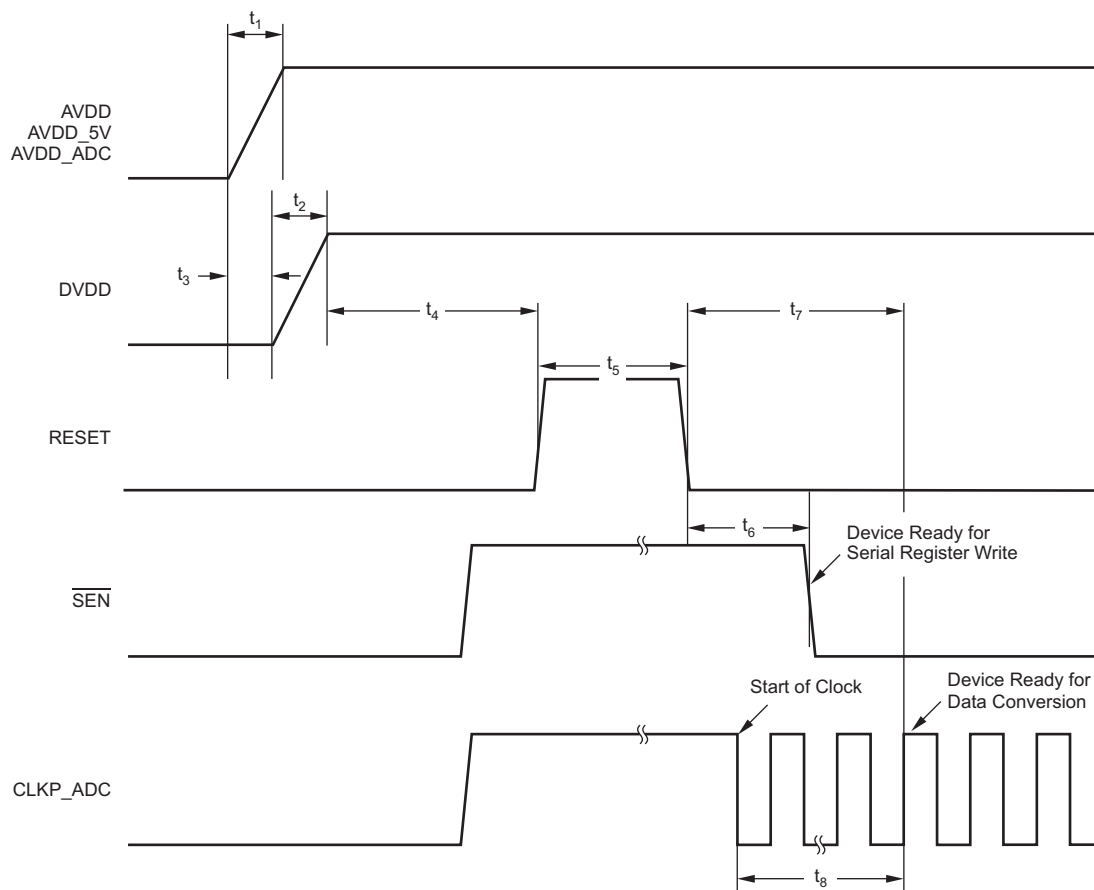 t1
AVDD
AVDD_5V
AVDD_ADC
t2
t3
DVDD
t4
t7
t5
RESET
t6
Device Ready for
Serial Register Write
SEN
Start of Clock
Device Ready for
Data Conversion
CLKP_ADC
t8